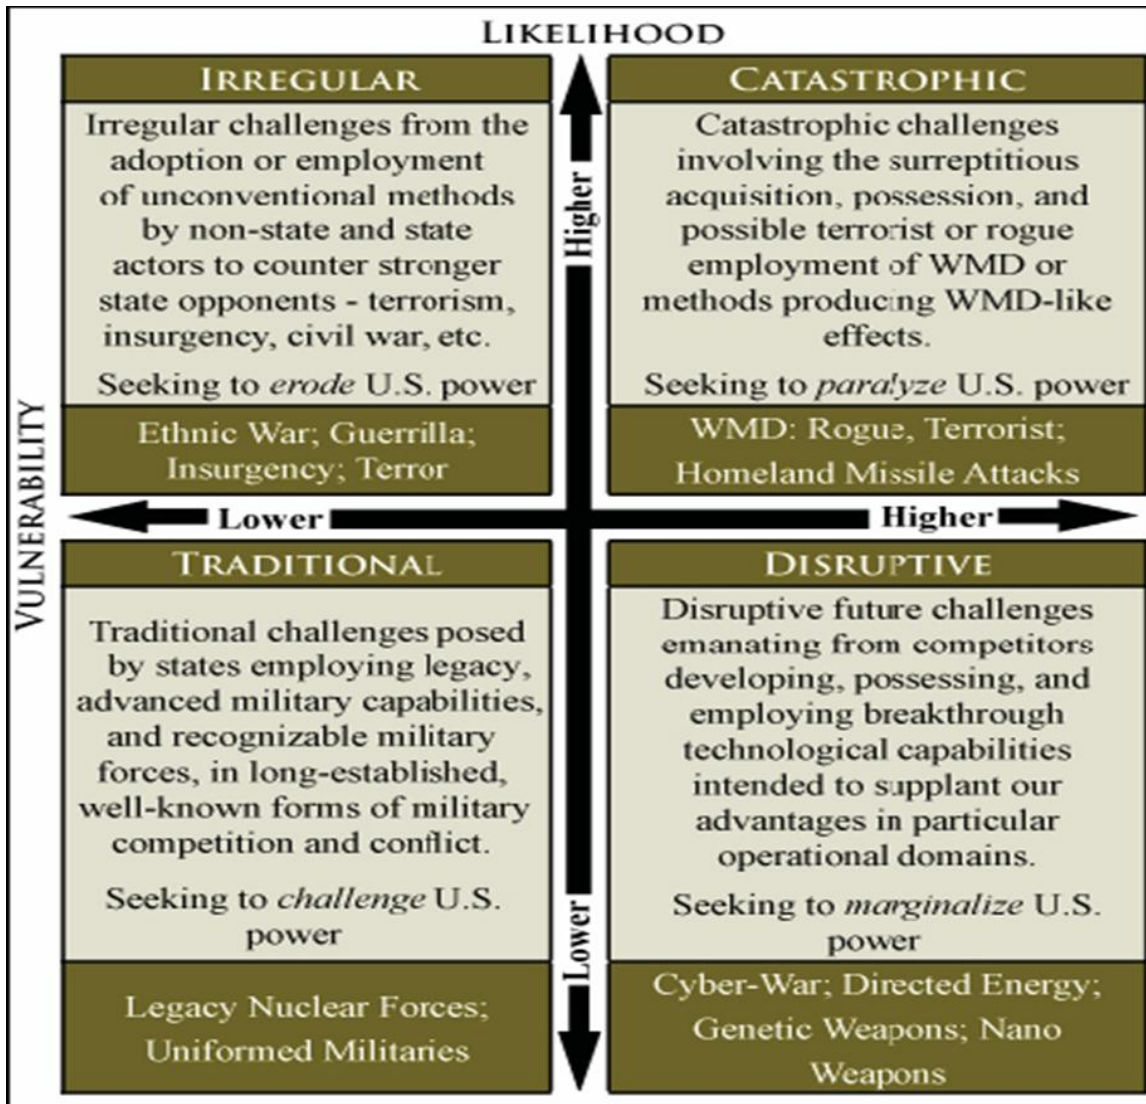 LIKELIHOOD
IRREGULAR
Irregular challenges from the
adoption or employment
of unconventional methods
by non-state and state
actors to counter stronger
state opponents - terrorism,
insurgency, civil war, etc.
Seeking to erode U.S. power
Ethnic War; Guerrilla;
Insurgency; Terror
Higher
CATASTROPHIC
Catastrophic challenges
involving the surreptitious
acquisition, possession, and
possible terrorist or rogue
employment of WMD or
methods producing WMD-like
effects.
Seeking to paralyze U.S. power
WMD: Rogue, Terrorist;
Homeland Missile Attacks
VULNERABILITY
Lower
Higher
TRADITIONAL
Traditional challenges posed
by states employing legacy,
advanced military capabilities,
and recognizable military
forces, in long-established,
well-known forms of military
competition and conflict.
Seeking to challenge U.S.
power
Legacy Nuclear Forces;
Uniformed Militaries
Lower
DISRUPTIVE
Disruptive future challenges
emanating from competitors
developing, possessing, and
employing breakthrough
technological capabilities
intended to supplant our
advantages in particular
operational domains.
Seeking to marginalize U.S.
power
Cyber-War; Directed Energy;
Genetic Weapons; Nano
Weapons